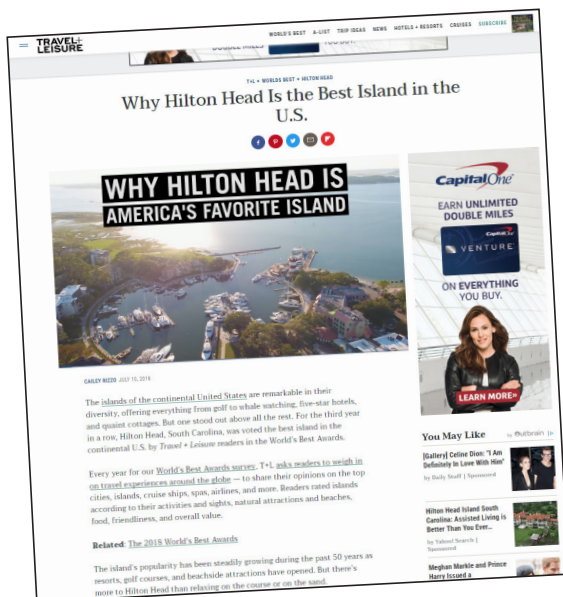 TRAVEL+
LEISURE
WORLD'S BEST A-LIST TRIP IDEAS NEWS HOTELS + RESORTS CRUISES SUBSCRIBE
DOUBLE MILES
T+L • WORLDS BEST • HILTON HEAD
Why Hilton Head Is the Best Island in the
U.S.
WHY HILTON HEAD IS
AMERICA'S FAVORITE ISLAND
CAILEY RIZZO JULY 10, 2018
The islands of the continental United States are remarkable in their
diversity, offering everything from golf to whale watching, five-star hotels,
and quaint cottages. But one stood out above all the rest. For the third year
in a row, Hilton Head, South Carolina, was voted the best island in the
continental U.S. by Travel + Leisure readers in the World's Best Awards.
Every year for our World's Best Awards survey, T+L asks readers to weigh in
on travel experiences around the globe — to share their opinions on the top
cities, islands, cruise ships, spas, airlines, and more. Readers rated islands
according to their activities and sights, natural attractions and beaches,
food, friendliness, and overall value.
Related: The 2018 World's Best Awards
The island's popularity has been steadily growing during the past 50 years as
resorts, golf courses, and beachside attractions have opened. But there's
more to Hilton Head than relaxing on the course or on the sand.
Capital One
EARN UNLIMITED
DOUBLE MILES
Capital One
VENTURE
ON EVERYTHING
YOU BUY.
LEARN MORE»
You May Like
by Outbrain
[Gallery] Celine Dion: "I Am
Definitely In Love With Him"
by Daily Stuff | Sponsored
Hilton Head Island South
Carolina: Assisted Living is
Better Than You Ever...
by Yahoo! Search |
Sponsored
Meghan Markle and Prince
Harry Issued a